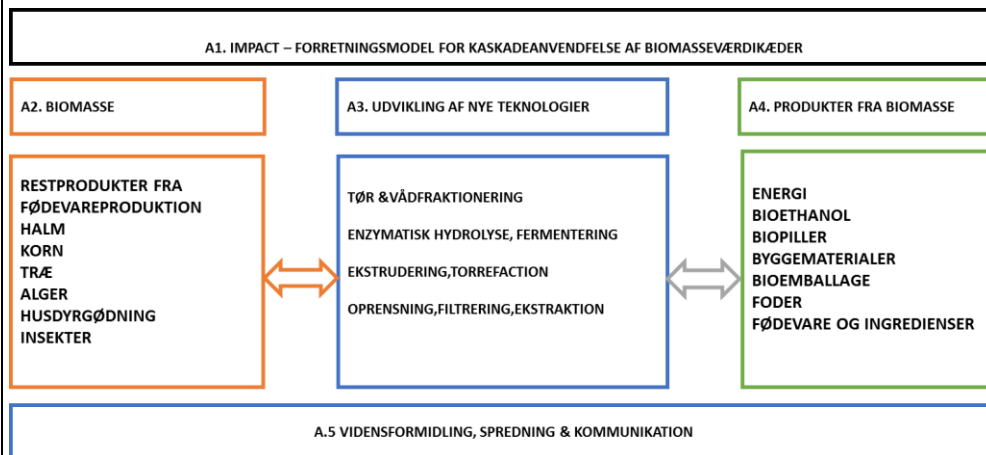 A1. IMPACT – FORRETNINGSMODEL FOR KASKADEANVENDFELSE AF BIOMASSEVÆRDIKÆDER
A2. BIOMASSE
A3. UDVIKLING AF NYE TEKNOLOGIER
A4. PRODUKTER FRA BIOMASSE
RESTPRODUKTER FRA
FØDEVAREPRODUKTION
HALM
KORN
TRÆ
ALGER
HUSDYRGØDNING
INSEKTER
TØR &VÅDFRAKTIONERING
ENZYMATISK HYDROLYSE, FERMENTERING
EKSTRUDERING,TORREFACTION
OPRENSNING,FILTRERING,EKSTRAKTION
ENERGI
BIOETHANOL
BIOPILLER
BYGGEMATERIALER
BIOEMBALLAGE
FODER
FØDEVARE OG INGREDIENSER
A.5 VIDENSFORMIDLING, SPREDNING & KOMMUNIKATION